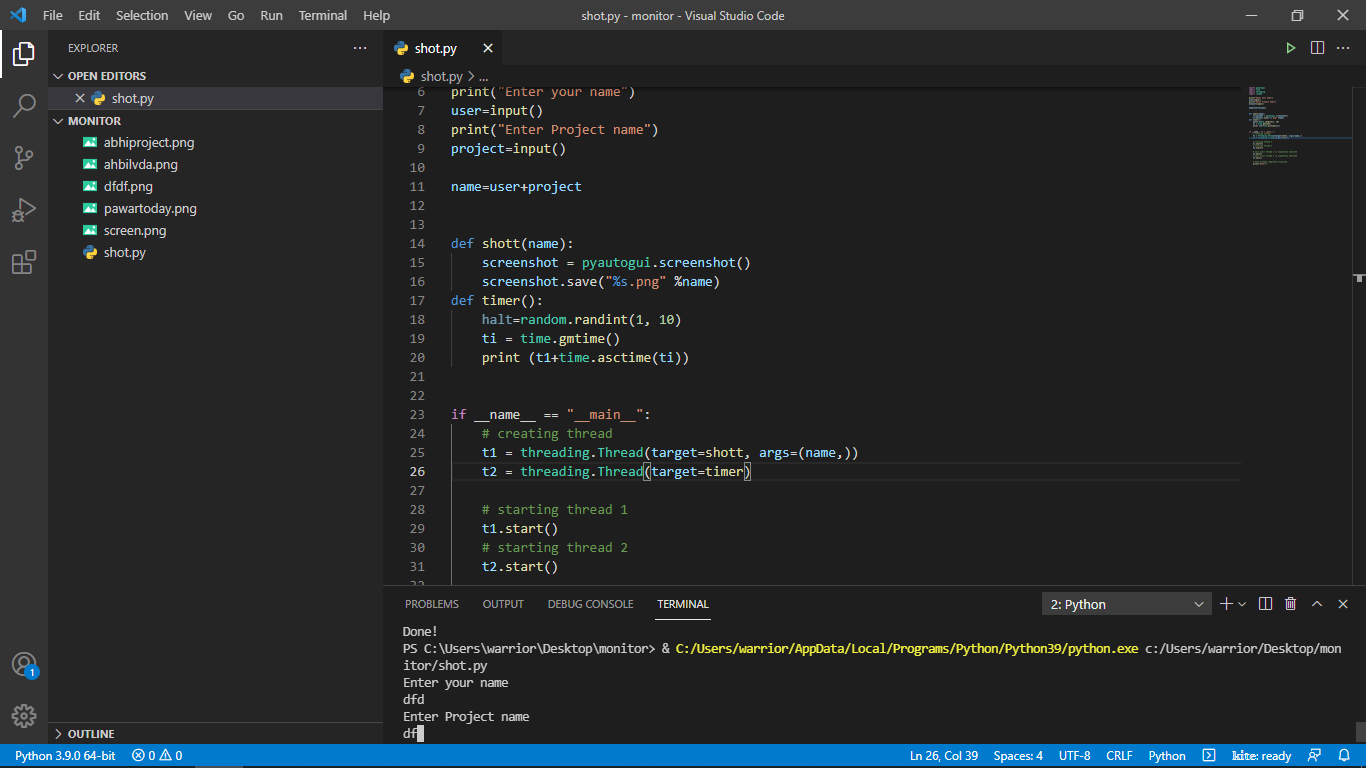 File Edit Selection View Go Run Terminal Help
shot.py - monitor - Visual Studio Code
EXPLORER
OPEN EDITORS
shot.py
MONITOR
abhiproject.png
ahbilvda.png
dfdf.png
pawartoday.png
screen.png
shot.py
OUTLINE
shot.py
shot.py > ...
6 print("Enter your name")
7 user=input()
8 print("Enter Project name")
9 project=input()
10
11 name=user+project
12
13
14 def shott(name):
15     screenshot = pyautogui.screenshot()
16     screenshot.save("%s.png" %name)
17 def timer():
18     halt=random.randint(1, 10)
19     ti = time.gmtime()
20     print (t1+time.asctime(ti))
21
22
23 if __name__ == "__main__":
24     # creating thread
25     t1 = threading.Thread(target=shott, args=(name,))
26     t2 = threading.Thread(target=timer)
27
28     # starting thread 1
29     t1.start()
30     # starting thread 2
31     t2.start()
32
PROBLEMS OUTPUT DEBUG CONSOLE TERMINAL
2: Python
Done!
PS C:\Users\warrior\Desktop\monitor> & C:/Users/warrior/AppData/Local/Programs/Python/Python39/python.exe c:/Users/warrior/Desktop/mon
itor/shot.py
Enter your name
dfd
Enter Project name
df
1
Python 3.9.0 64-bit 0 0
Ln 26, Col 39 Spaces: 4 UTF-8 CRLF Python kite: ready